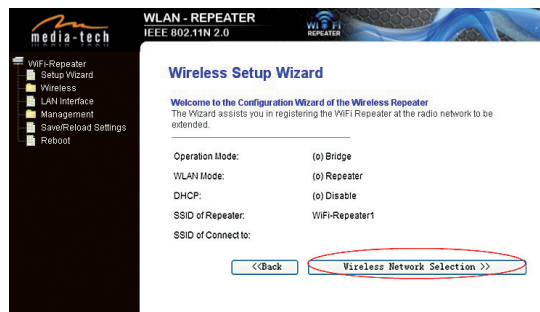 media-tech
WLAN - REPEATER
IEEE 802.11N 2.0
WI FI
REPEATER
WiFi-Repeater
Setup Wizard
Wireless
LAN Interface
Management
Save/Reload Settings
Reboot
Wireless Setup Wizard
Welcome to the Configuration Wizard of the Wireless Repeater
The Wizard assists you in registering the WiFi Repeater at the radio network to be
extended.
Operation Mode: (o) Bridge
WLAN Mode: (o) Repeater
DHCP: (o) Disable
SSID of Repeater: WiFi-Repeater1
SSID of Connect to:
<<Back Wireless Network Selection >>